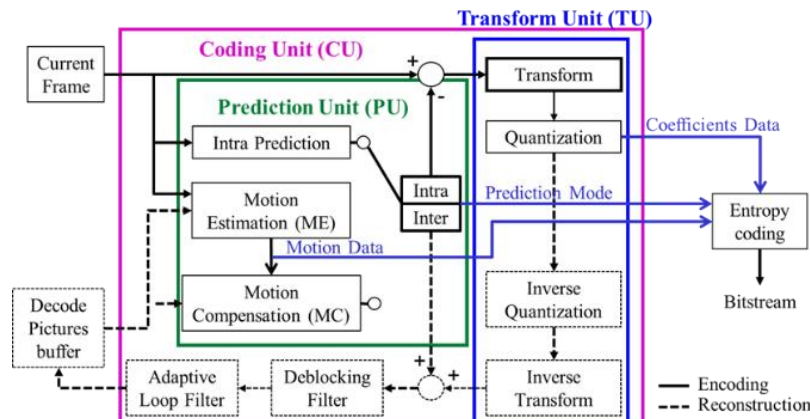 Transform Unit (TU)
Coding Unit (CU)
Current
Frame
+
-
Transform
Prediction Unit (PU)
Coefficients Data
Quantization
Intra Prediction
Intra
Inter
Prediction Mode
Motion
Estimation (ME)
Entropy
coding
Motion Data
Motion
Compensation (MC)
Inverse
Quantization
Bitstream
Decode
Pictures
buffer
+
+
Adaptive
Loop Filter
Deblocking
Filter
Inverse
Transform
Encoding
Reconstruction